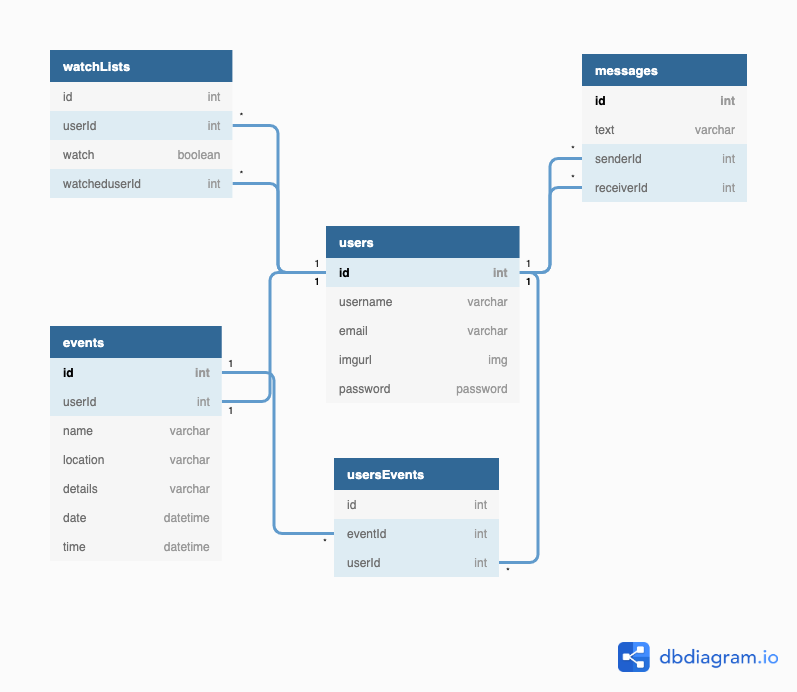 watchLists
id int
userId int
watch boolean
watcheduserId int
*
*
messages
id int
text varchar
senderId int
receiverId int
*
*
users
id int
username varchar
email varchar
imgurl img
password password
1
1
1
1
events
id int
userId int
name varchar
location varchar
details varchar
date datetime
time datetime
1
1
usersEvents
id int
eventId int
userId int
*
*
dbdiagram.io